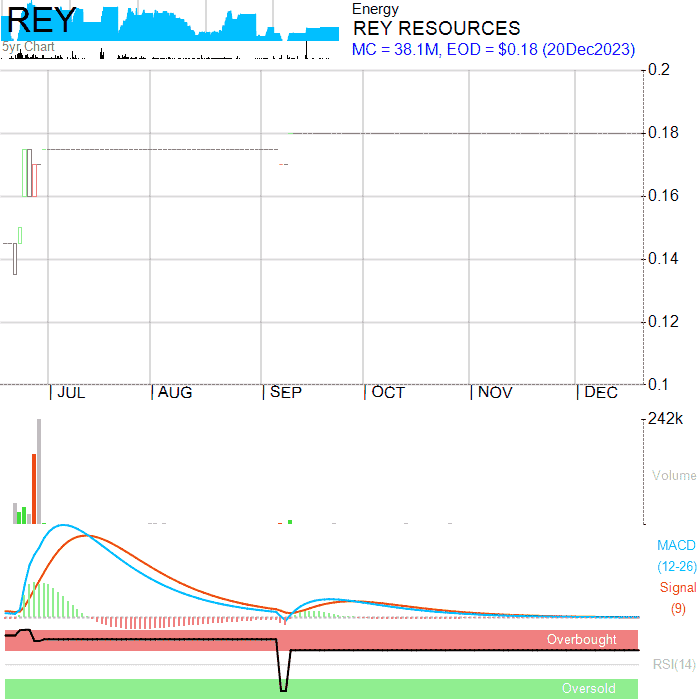 REY
5yr Chart
Energy
REY RESOURCES
MC = 38.1M, EOD = $0.18 (20Dec2023)
0.2
0.18
0.16
0.14
0.12
0.1
JUL AUG SEP OCT NOV DEC
242k
Volume
MACD
(12-26)
Signal
(9)
Overbought
RSI(14)
Oversold